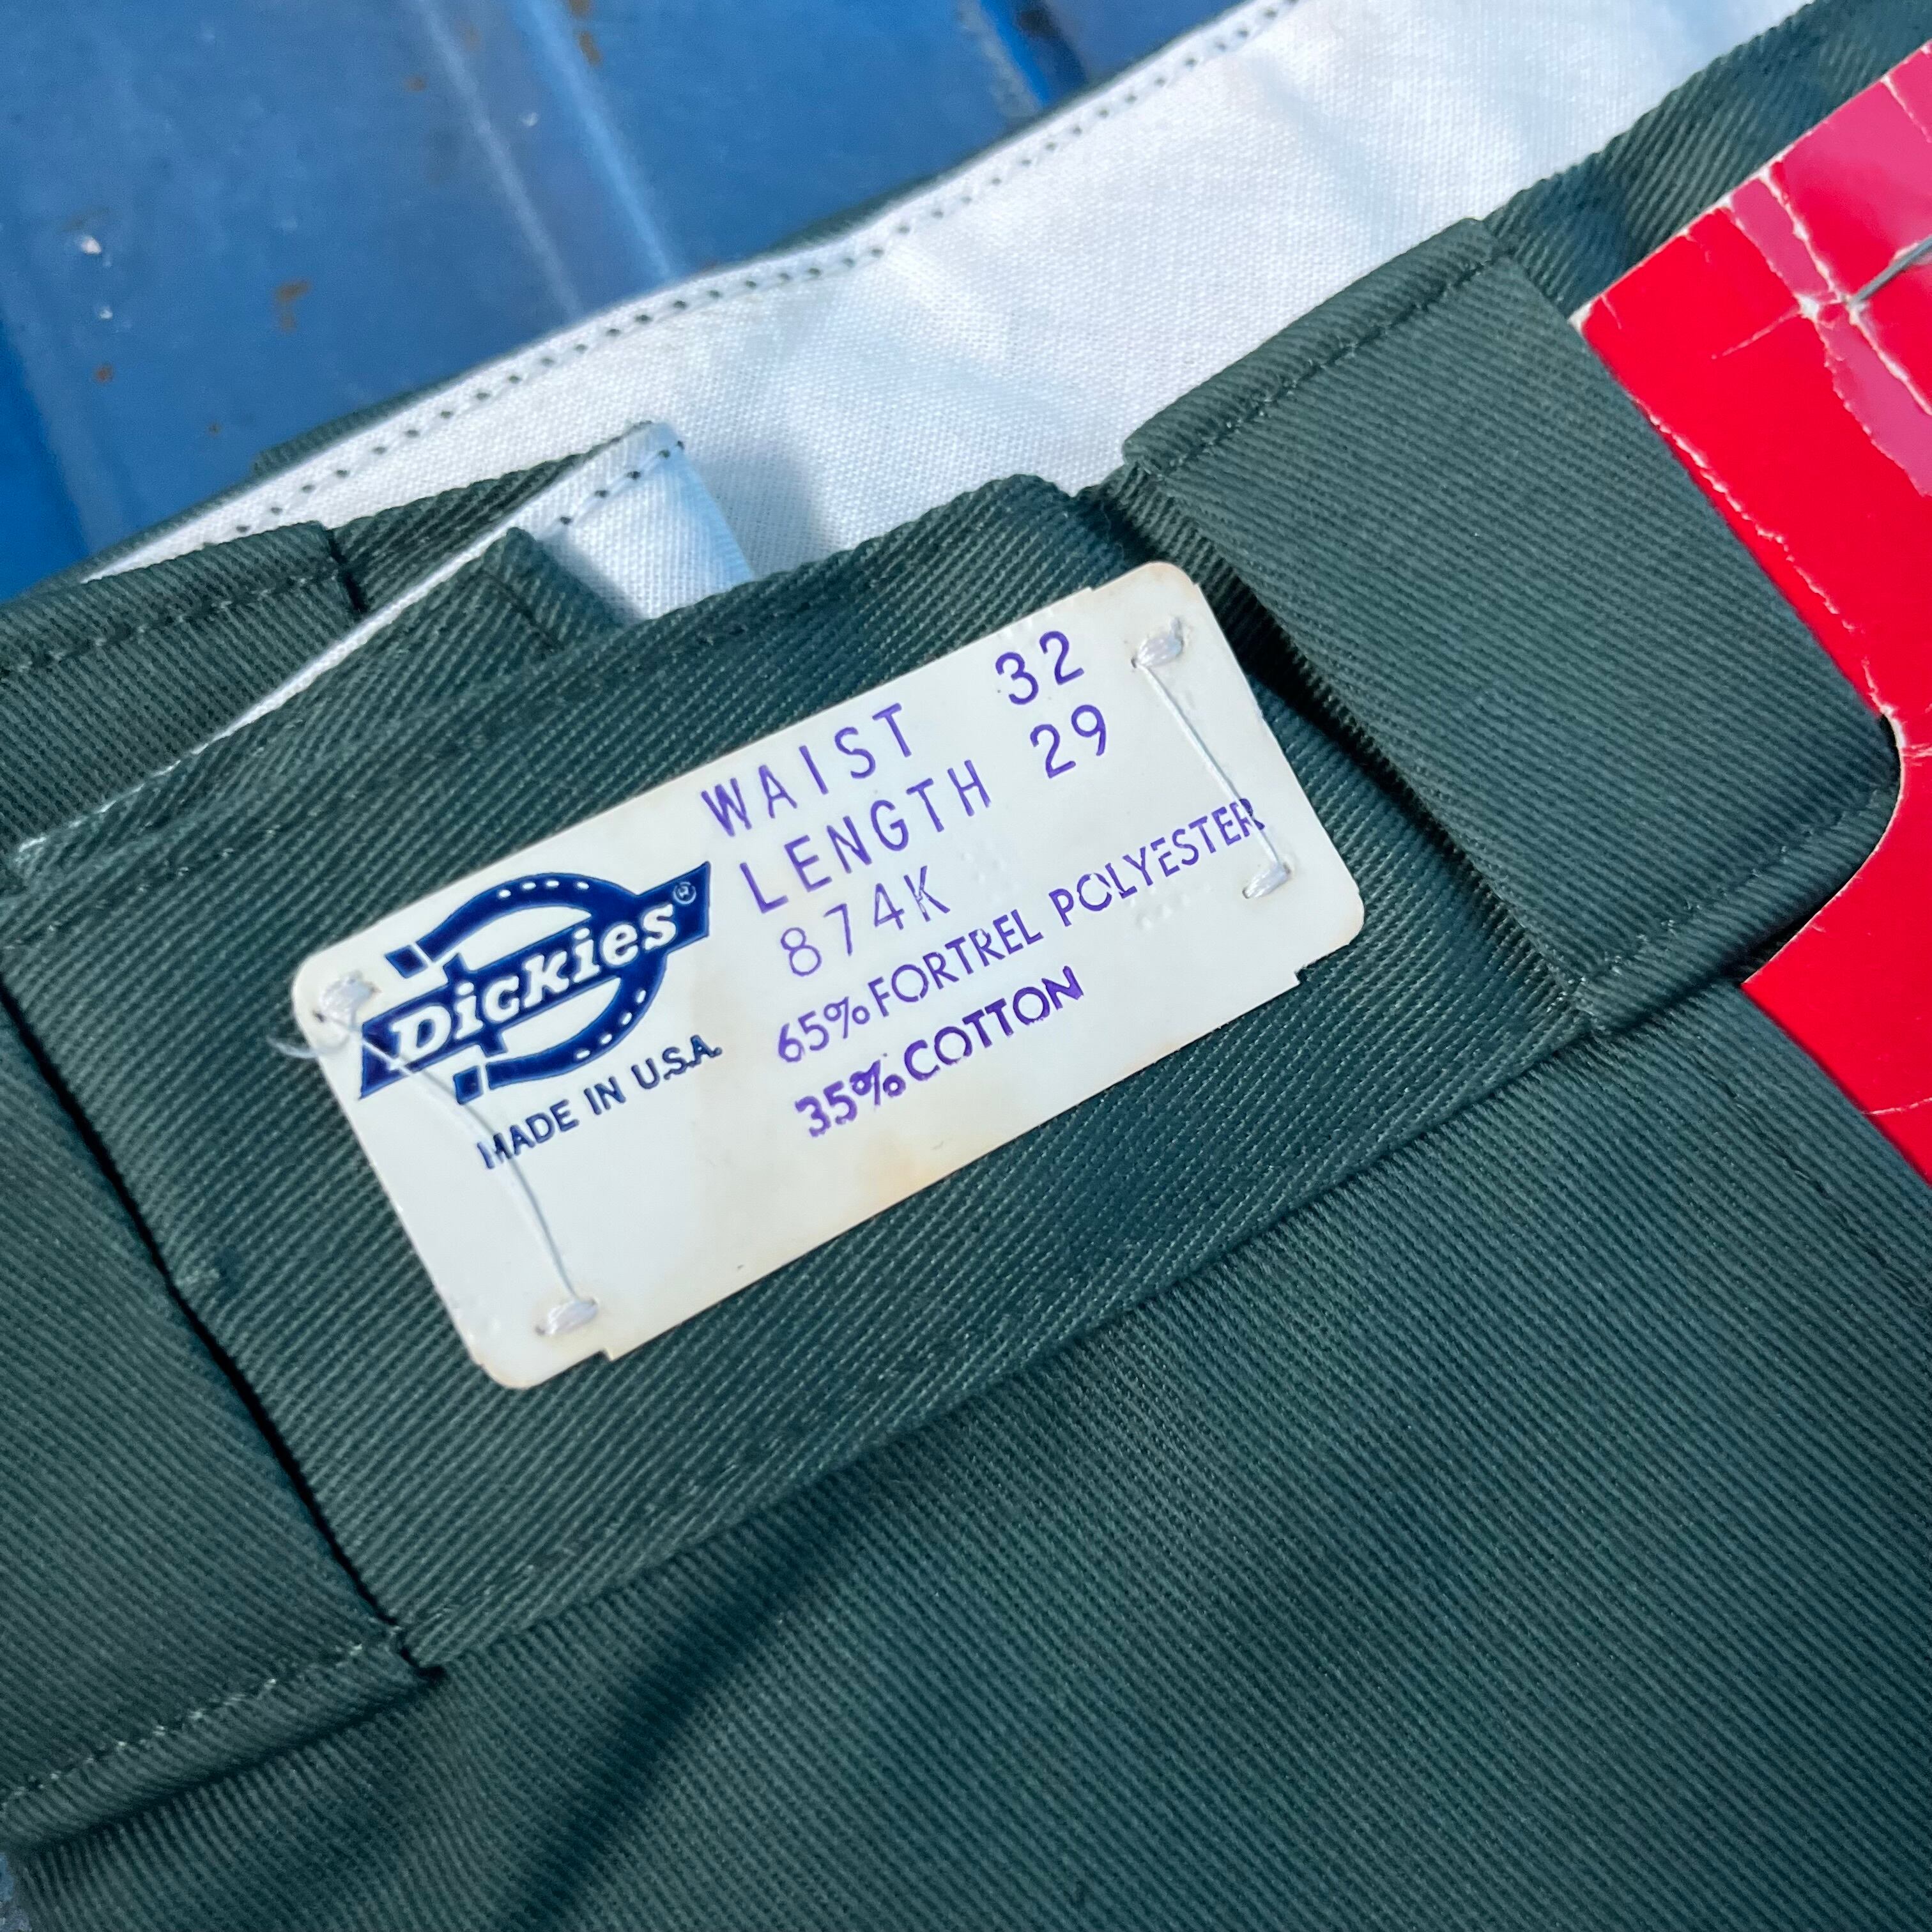 WAIST 32
LENGTH 29
874K
65% FORTREL POLYESTER
35% COTTON
Dickies®
MADE IN U.S.A.